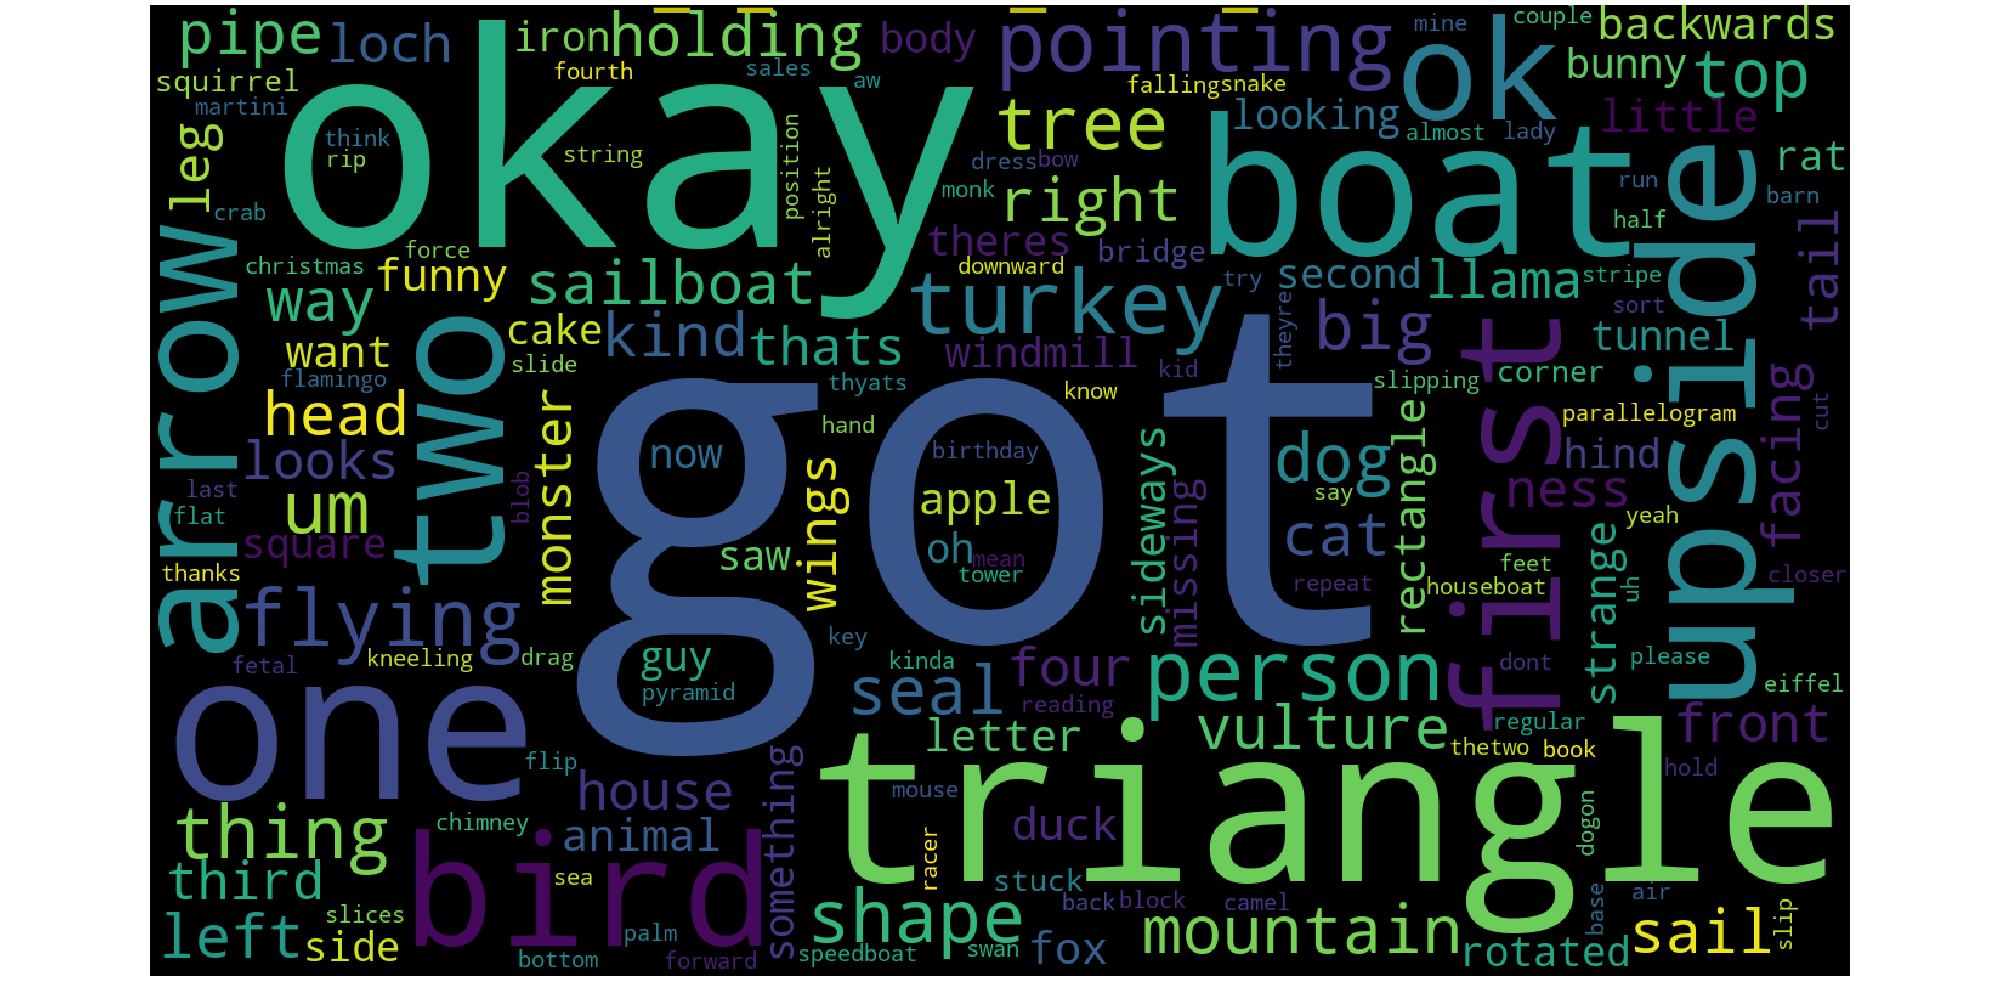 pipe
loch
iron
holding
body
pointing
mine
couple
backwards
squirrel
fourth
sales
aw
falling
snake
ok
bunny
top
martini
okay
tree
looking
almost
lady
little
leg
think
rip
string
position
dress
bow
boat
rat
crab
alright
monk
right
run
barn
half
upside
arrow
christmas
force
funny
sailboat
theres
downward
bridge
try
second
llama
stripe
sort
tail
way
two
turkey
want
cake
kind
thats
windmill
big
theyre
first
tunnel
flamingo
slide
thyats
kid
know
slipping
corner
head
monster
now
got
hand
birthday
sideways
dog
rectangle
parallelogram
cut
facing
looks
last
blob
wings
apple
missing
say
hind
ness
um
flat
square
saw
oh
mean
cat
yeah
strange
thanks
tower
repeat
houseboat
feet
uh
closer
flying
key
fetal
kneeling
drag
guy
pyramid
kinda
seal
four
reading
person
dont
please
eiffel
one
flip
something
letter
vulture
regular
thetwo
book
front
hold
house
mouse
triangle
thing
chimney
animal
bird
racer
duck
dogon
third
sea
stuck
back
block
camel
base
air
left
slices
side
palm
shape
mountain
sail
slip
bottom
forward
speedboat
swan
fox
rotated